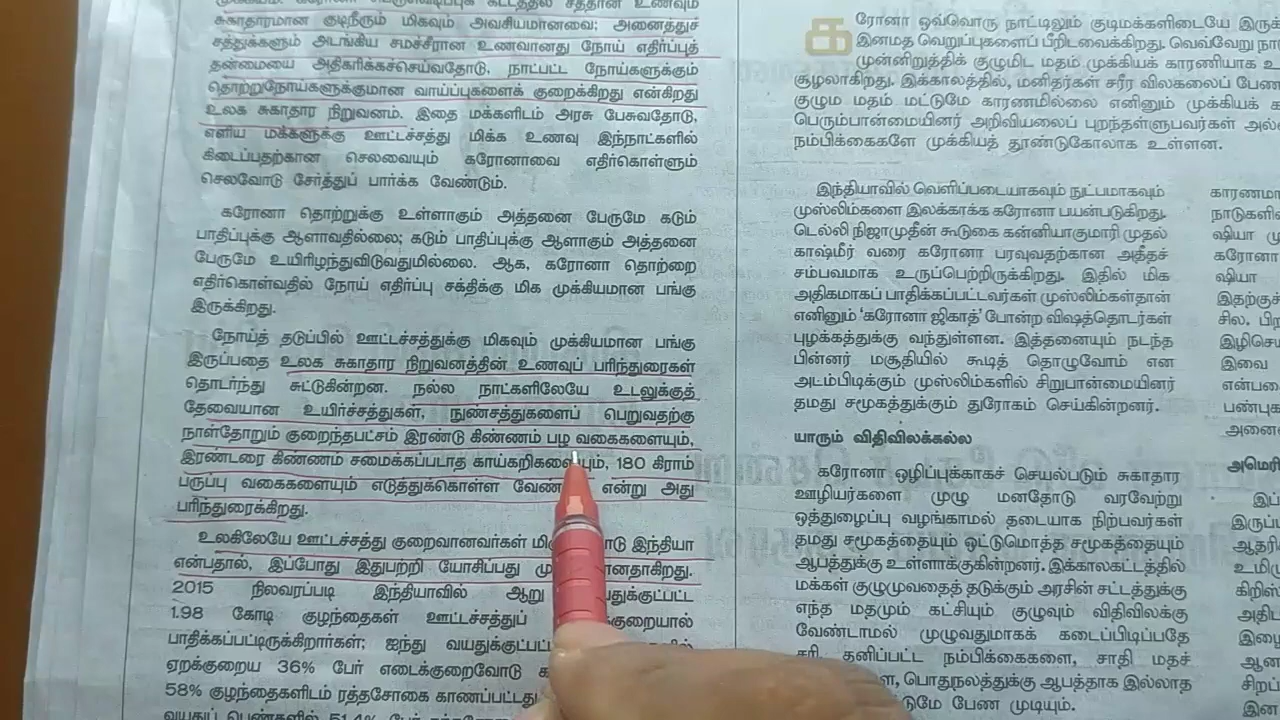 சுகாதாரமான குடிநீரும் மிகவும் அவசியமானவை; அனைத்துச்
சத்துக்களும் அடங்கிய சமச்சீரான உணவானது நோய் எதிர்ப்புத்
தன்மையை அதிகரிக்கச்செய்வதோடு, நாட்பட்ட நோய்களுக்கும்
தொற்றுநோய்களுக்குமான வாய்ப்புகளைக் குறைக்கிறது என்கிறது
உலக சுகாதார நிறுவனம். இதை மக்களிடம் அரசு பேசுவதோடு,
எளிய மக்களுக்கு ஊட்டச்சத்து மிக்க உணவு இந்நாட்களில்
கிடைப்பதற்கான செலவையும் கரோனாவை எதிர்கொள்ளும்
செலவோடு சேர்த்துப் பார்க்க வேண்டும்.
கரோனா தொற்றுக்கு உள்ளாகும் அத்தனை பேருமே கடும்
பாதிப்புக்கு ஆளாவதில்லை; கடும் பாதிப்புக்கு ஆளாகும் அத்தனை
பேருமே உயிரிழந்துவிடுவதுமில்லை. ஆக, கரோனா தொற்றை
எதிர்கொள்வதில் நோய் எதிர்ப்பு சக்திக்கு மிக முக்கியமான பங்கு
இருக்கிறது.
நோய்த் தடுப்பில் ஊட்டச்சத்துக்கு மிகவும் முக்கியமான பங்கு
இருப்பதை உலக சுகாதார நிறுவனத்தின் உணவுப் பரிந்துரைகள்
தொடர்ந்து சுட்டுகின்றன. நல்ல நாட்களிலேயே உடலுக்குத்
தேவையான உயிர்ச்சத்துகள், நுண்சத்துகளைப் பெறுவதற்கு
நாள்தோறும் குறைந்தபட்சம் இரண்டு கிண்ணம் பழ வகைகளையும்,
இரண்டரை கிண்ணம் சமைக்கப்படாத காய்கறிகளையும், 180 கிராம்
பருப்பு வகைகளையும் எடுத்துக்கொள்ள என்று அது
பரிந்துரைக்கிறது.
உலகிலேயே ஊட்டச்சத்து குறைவானவர்கள் இந்தியா
என்பதால், இப்போது இதுபற்றி யோசிப்பது
2015 நிலவரப்படி இந்தியாவில் ஆறு
1.98 கோடி குழந்தைகள் ஊட்டச்சத்துப்
பாதிக்கப்பட்டிருக்கிறார்கள்; ஐந்து
ஏறக்குறைய 36% பேர் எடைக்குறைவோடு
58% குழந்தைகளிடம் ரத்தசோகை
கரோனா ஒவ்வொரு நாட்டிலும் குடிமக்களிடையே
இனமத வெறுப்புகளைப் பீறிடவைக்கிறது. வெவ்வேறு
முன்னிறுத்திக் குழுமிட மதம் முக்கியக் காரணியாக
சூழலாகிறது. இக்காலத்தில், மனிதர்கள் சரீர விலகலைப்
குழும மதம் மட்டுமே காரணமில்லை எனினும் முக்கியக்
பெரும்பான்மையினர் அறிவியலைப் புறந்தள்ளுபவர்கள்
நம்பிக்கைகளே முக்கியத் தூண்டுகோலாக உள்ளன.
இந்தியாவில் வெளிப்படையாகவும் நுட்பமாகவும்
முஸ்லிம்களை இலக்காக்க கரோனா பயன்படுகிறது.
டெல்லி நிஜாமுதீன் கூடுகை கன்னியாகுமரி முதல்
காஷ்மீர் வரை கரோனா பரவுவதற்கான அதீதச்
சம்பவமாக உருப்பெற்றிருக்கிறது. இதில் மிக
அதிகமாகப் பாதிக்கப்பட்டவர்கள் முஸ்லிம்கள்தான்
எனினும் ‘கரோனா ஜிகாத்’ போன்ற விஷத்தொடர்கள்
புழக்கத்துக்கு வந்துள்ளன. இத்தனையும் நடந்த
பின்னர் மசூதியில் கூடித் தொழுவோம் என
அடம்பிடிக்கும் முஸ்லிம்களில் சிறுபான்மையினர்
தமது சமூகத்துக்கும் துரோகம் செய்கின்றனர்.
யாரும் விதிவிலக்கல்ல
கரோனா ஒழிப்புக்காகச் செயல்படும் சுகாதார
ஊழியர்களை முழு மனதோடு வரவேற்று
ஒத்துழைப்பு வழங்காமல் தடையாக நிற்பவர்கள்
தமது சமூகத்தையும் ஒட்டுமொத்த சமூகத்தையும்
ஆபத்துக்கு உள்ளாக்குகின்றனர். இக்காலகட்டத்தில்
மக்கள் குழுமுவதைத் தடுக்கும் அரசின் சட்டத்துக்கு
எந்த மதமும் கட்சியும் குழுவும் விதிவிலக்கு
வேண்டாமல் முழுவதுமாகக் கடைப்பிடிப்பதே
சரி. தனிப்பட்ட நம்பிக்கைகளை, சாதி மதச்
பொதுநலத்துக்கு ஆபத்தாக இல்லாத
பேண முடியும்.